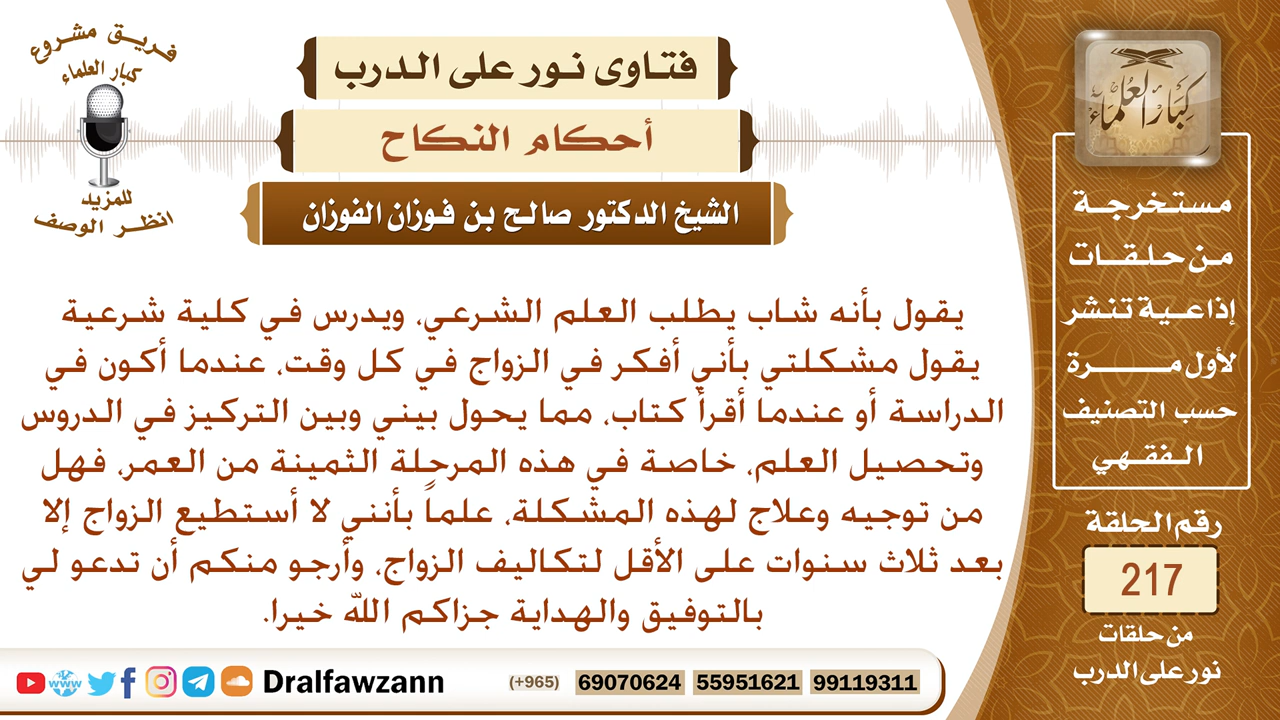 فريق مشروع
كبار العلماء
للمزيد
انظر الوصف
فتاوى نور على الدرب
أحكام النكاح
الشيخ الدكتور صالح بن فوزان الفوزان
يقول بأنه شاب يطلب العلم الشرعي، ويدرس في كلية شرعية
يقول مشكلتي بأني أفكر في الزواج في كل وقت، عندما أكون في
الدراسة أو عندما أقرأ كتاب، مما يحول بيني وبين التركيز في الدروس
وتحصيل العلم، خاصة في هذه المرحلة الثمينة من العمر، فهل
من توجيه وعلاج لهذه المشكلة، علماً بأنني لا أستطيع الزواج إلا
بعد ثلاث سنوات على الأقل لتكاليف الزواج، وأرجو منكم أن تدعو لي
بالتوفيق والهداية جزاكم الله خيرا.
كبار العلماء
مستخرجة
من حلقات
إذاعية تنشر
لأول مرة
حسب التصنيف
الفقهي
رقم الحلقة
217
من حلقات
نور على الدرب
www Dralfawzann (+965) 69070624 55951621 99119311